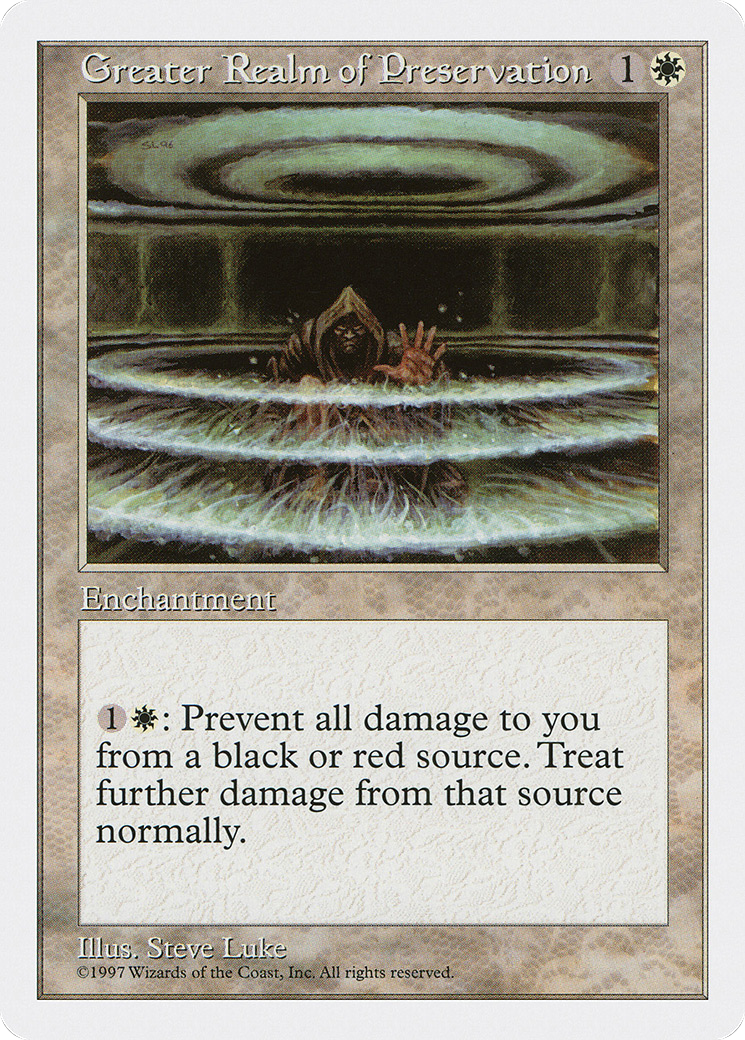 Greater Realm of Preservation 1
SL96
Enchantment
1 : Prevent all damage to you
from a black or red source. Treat
further damage from that source
normally.
Illus. Steve Luke
©1997 Wizards of the Coast, Inc. All rights reserved.